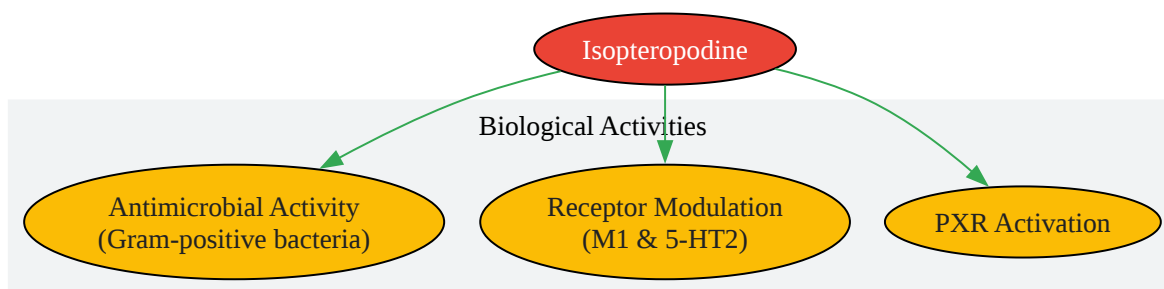 Isopteropodine
Biological Activities
Antimicrobial Activity
(Gram-positive bacteria)
Receptor Modulation
(M1 & 5-HT2)
PXR Activation